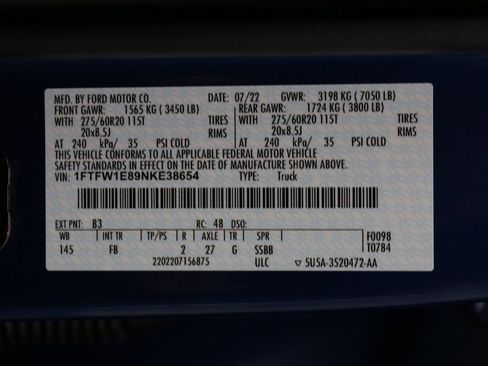 MFD. BY FORD MOTOR CO. DATE: 07/22 GVWR: 3198 KG ( 7050 LB)
FRONT GAWR: 1565 KG ( 3450 LB) REAR GAWR: 1724 KG ( 3800 LB)
WITH 275/60R20 115T TIRES WITH 275/60R20 115T TIRES
20x8.5J RIMS 20x8.5J RIMS
AT 240 kPa/ 35 PSI COLD AT 240 kPa/ 35 PSI COLD
THIS VEHICLE CONFORMS TO ALL APPLICABLE FEDERAL MOTOR VEHICLE
SAFETY STANDARDS IN EFFECT ON THE DATE OF MANUFACTURE SHOWN ABOVE.
VIN: 1FTFW1E89NKE38654 TYPE: Truck
EXT PNT: B3 RC: 48 DSO: F0098
WB INT TR TP/PS R AXLE TR SPR T0784
145 FB 2 27 G SSBB
2202207156875 ULC ▽ 5U5A-3520472-AA